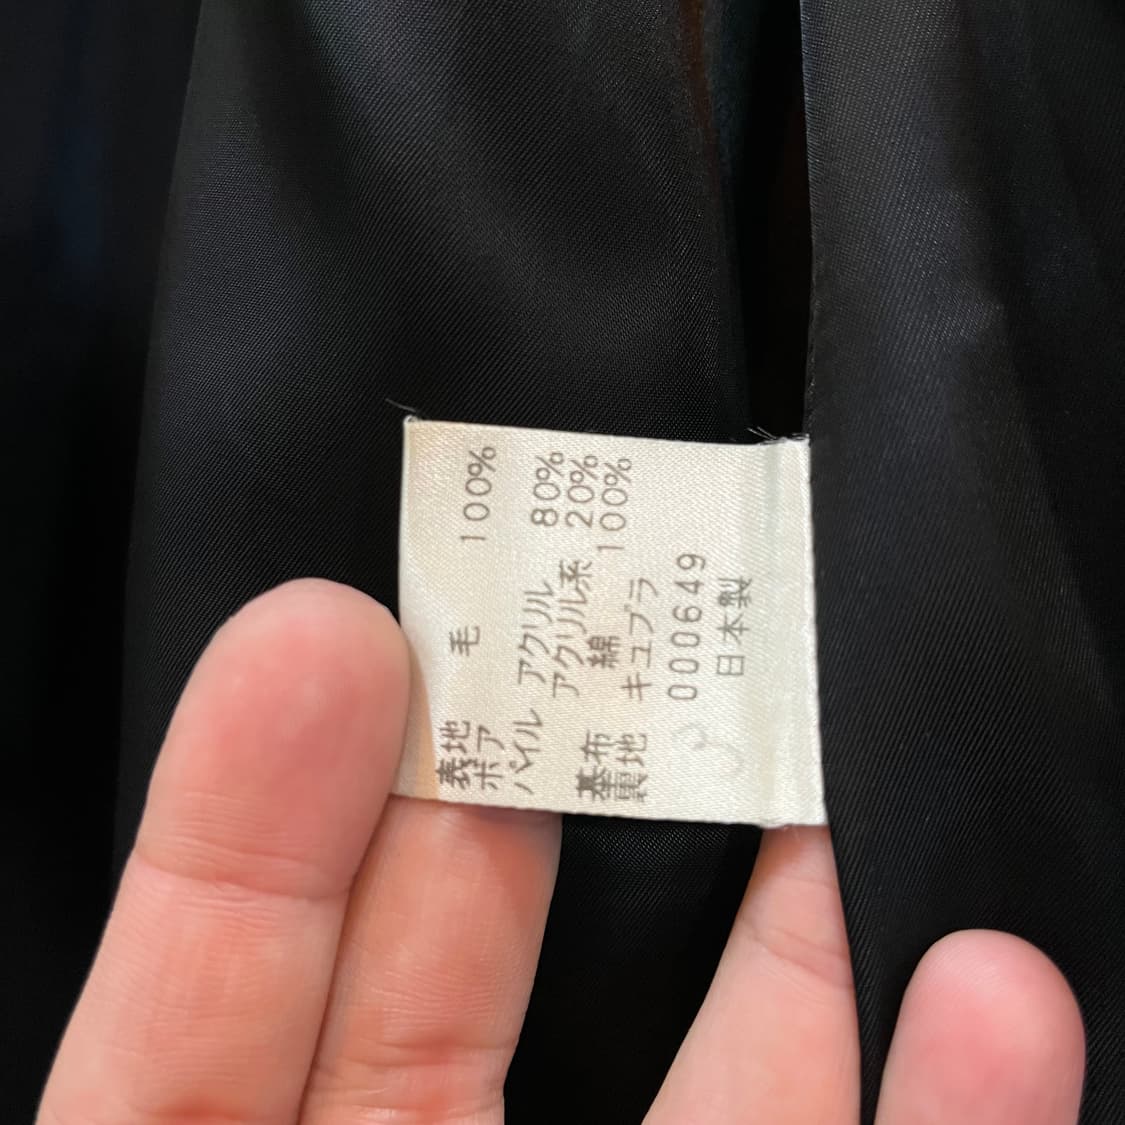 表地 毛 100%
ボア
パイル アクリル 80%
アクリル系 20%
基布 綿 100%
裏地 キュプラ
000649
日本製